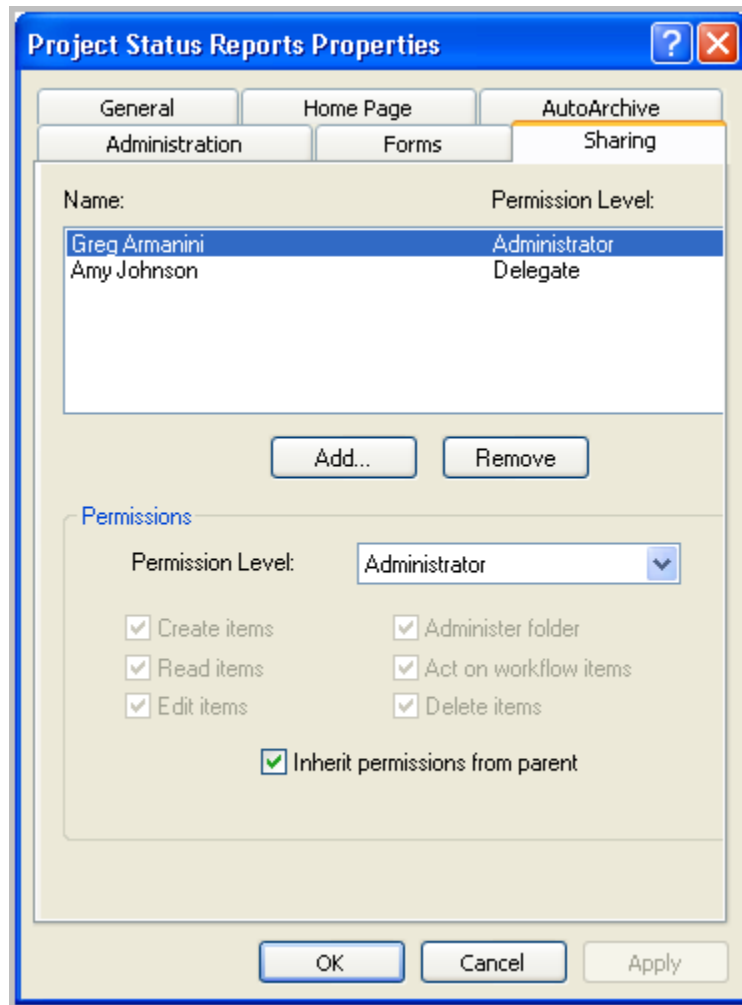 Project Status Reports Properties
General Home Page AutoArchive
Administration Forms Sharing
Name: Permission Level:
Greg Armanini Administrator
Amy Johnson Delegate
Add... Remove
Permissions
Permission Level: Administrator
Create items Administer folder
Read items Act on workflow items
Edit items Delete items
Inherit permissions from parent
OK Cancel Apply